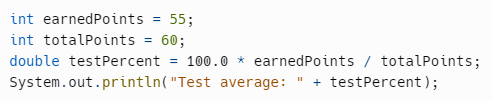 int earnedPoints = 55;
int totalPoints = 60;
double testPercent = 100.0 * earnedPoints / totalPoints;
System.out.println("Test average: " + testPercent);